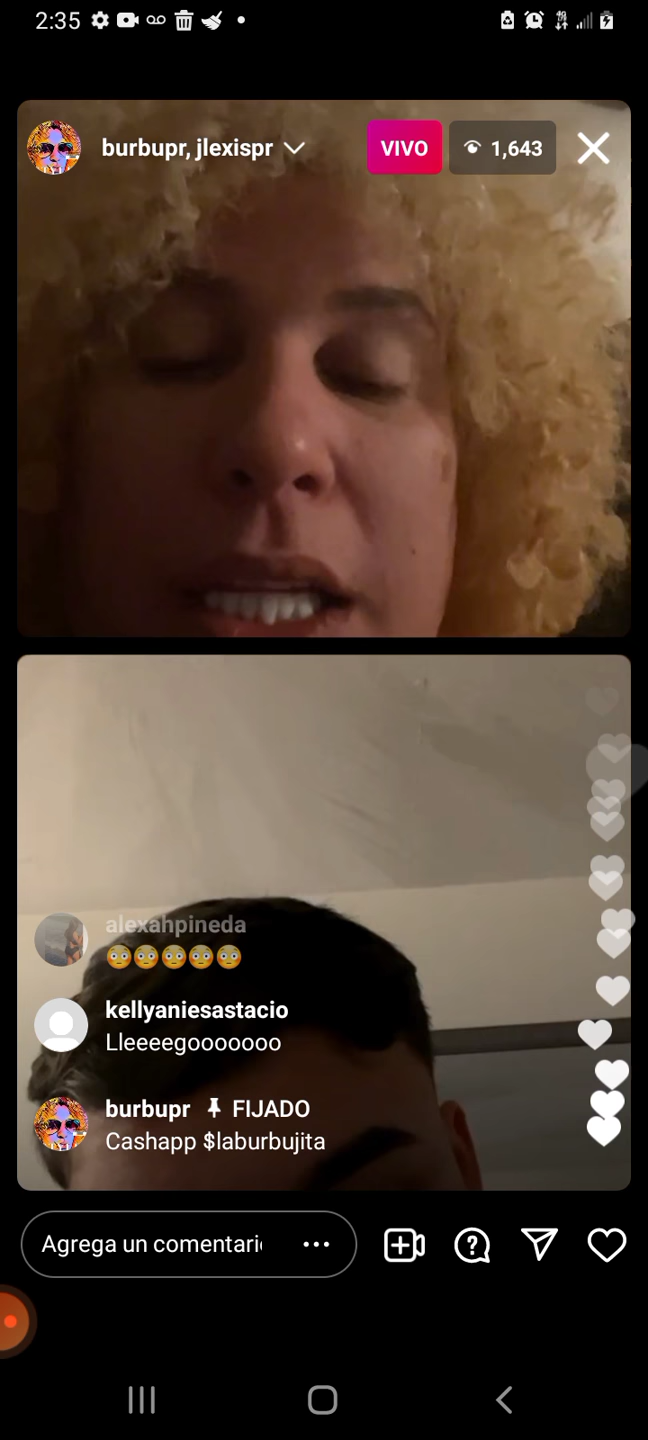 2:35
burbupr, jlexispr
VIVO
1,643
alexahpineda
😳😳😳😳😳
kellyaniesastacio
Lleeeegooooooo
burbupr FIJADO
Cashapp $laburbujita
Agrega un comentari